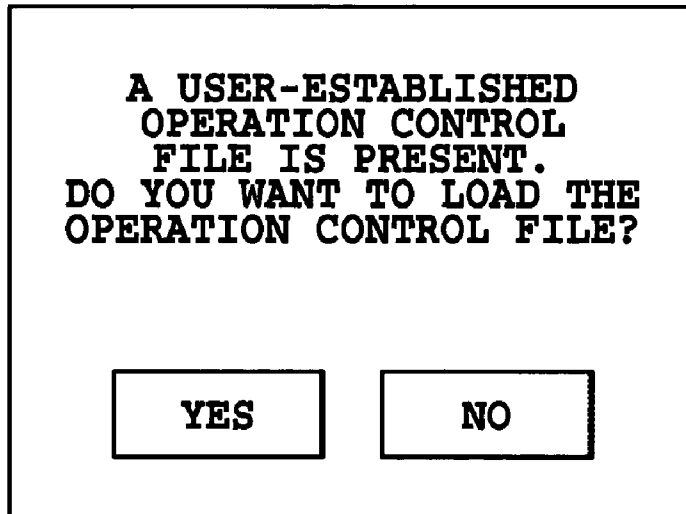 A USER-ESTABLISHED
OPERATION CONTROL
FILE IS PRESENT.
DO YOU WANT TO LOAD THE
OPERATION CONTROL FILE?
YES NO